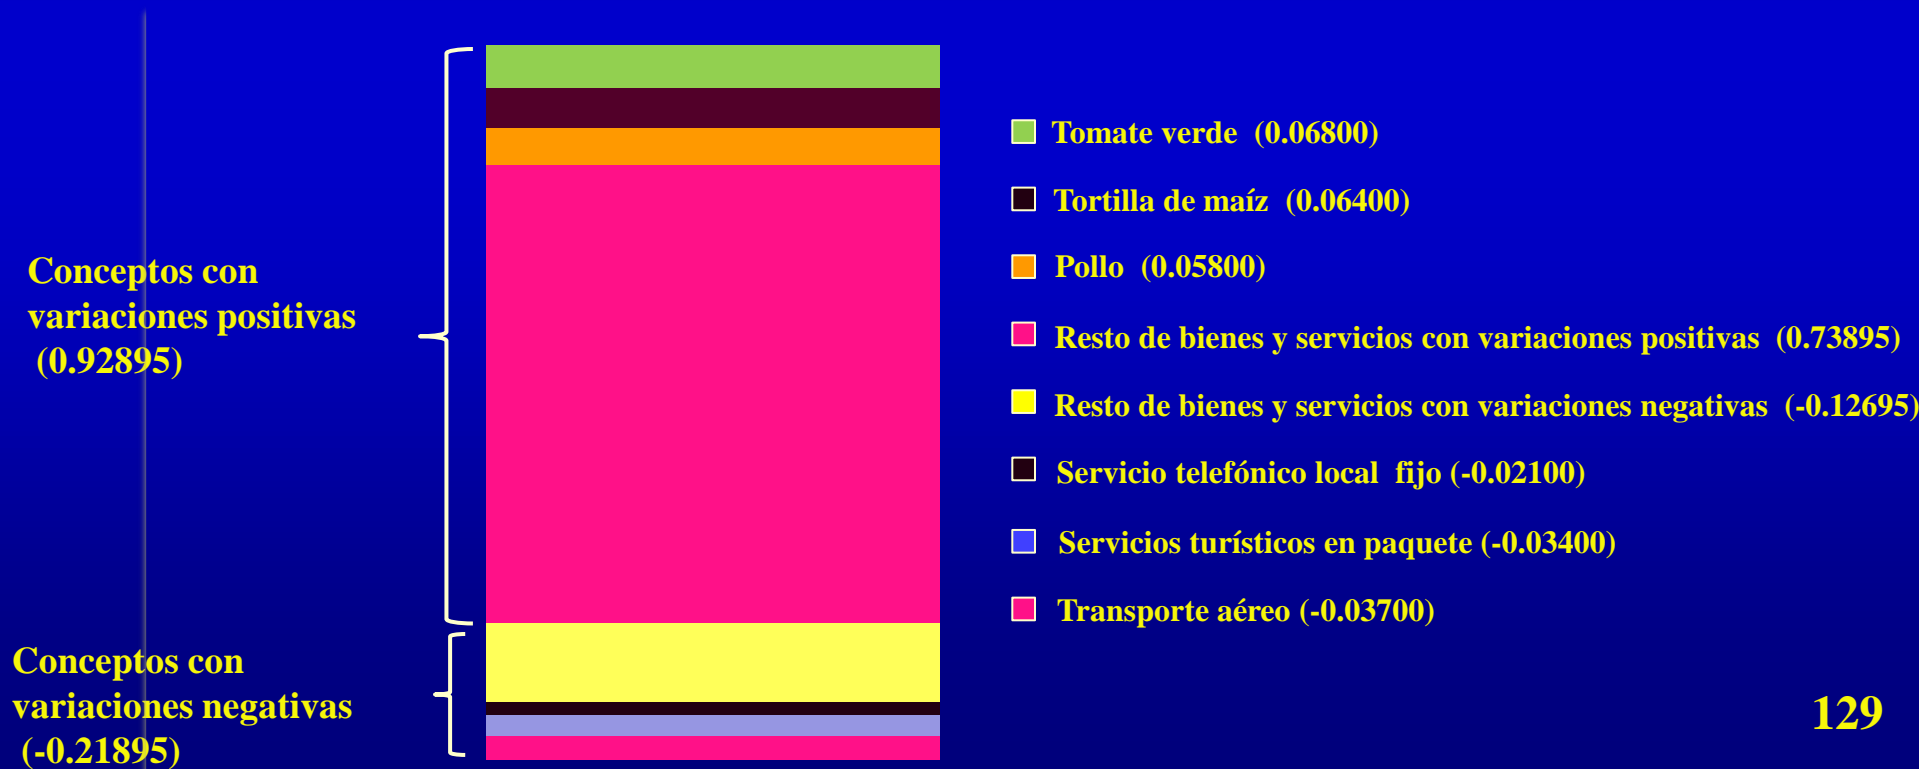 Conceptos con
variaciones positivas
(0.92895)
Conceptos con
variaciones negativas
(-0.21895)
Tomate verde (0.06800)
Tortilla de maíz (0.06400)
Pollo (0.05800)
Resto de bienes y servicios con variaciones positivas (0.73895)
Resto de bienes y servicios con variaciones negativas (-0.12695)
Servicio telefónico local fijo (-0.02100)
Servicios turísticos en paquete (-0.03400)
Transporte aéreo (-0.03700)
129